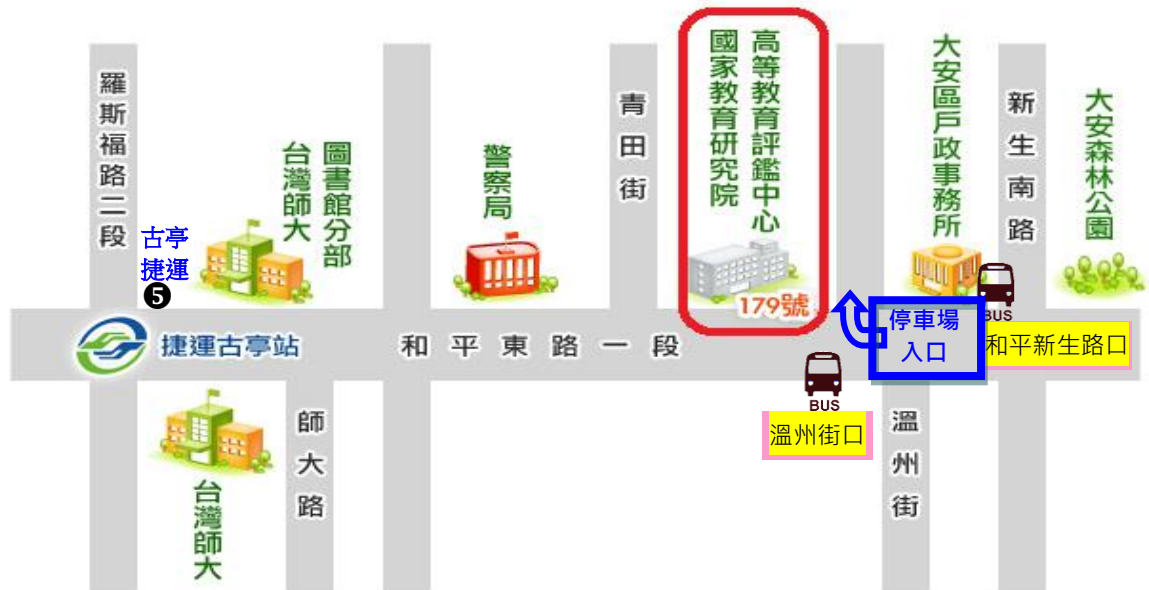 羅斯福路二段
古亭
捷運
❺
台灣師大
圖書館分部
警察局
青田街
國家教育研究院
高等教育評鑑中心
179號
大安區戶政事務所
新生南路
大安森林公園
捷運古亭站
和平東路一段
停車場
入口
BUS
和平新生路口
BUS
溫州街口
台灣師大
師大路
溫州街